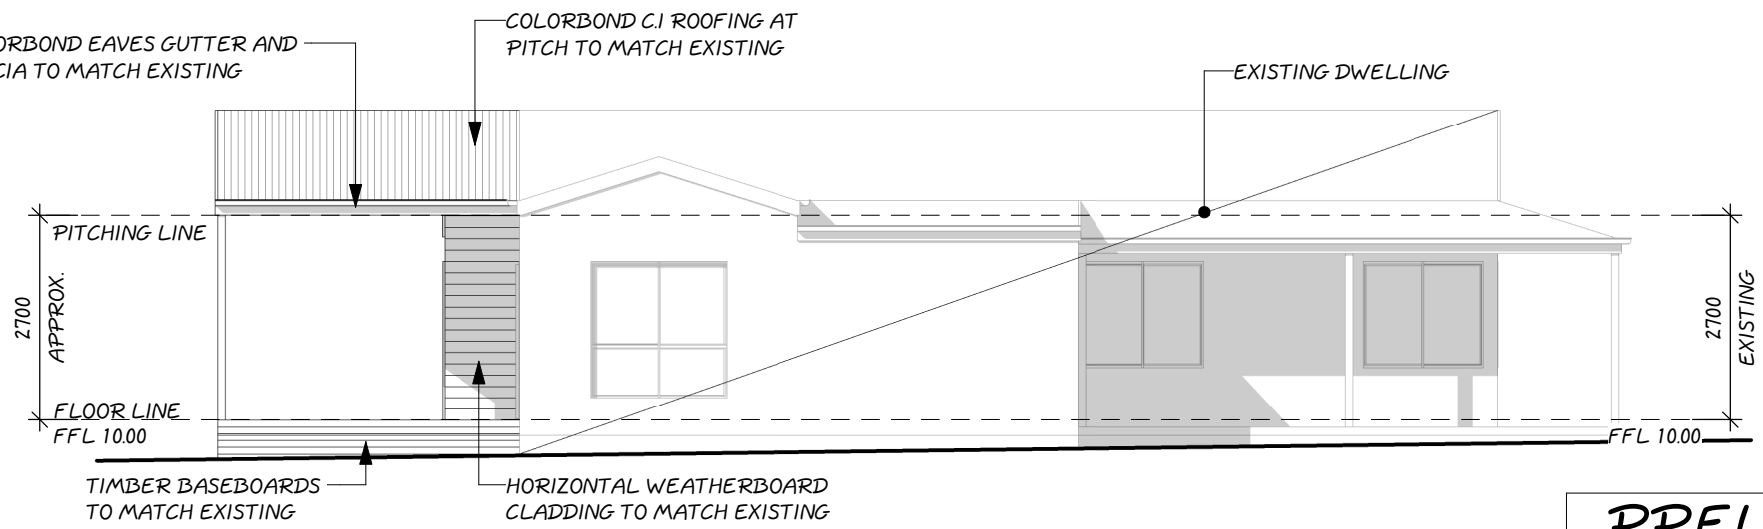 COLORBOND C.I ROOFING AT
PITCH TO MATCH EXISTING
EAVES GUTTER AND
TO MATCH EXISTING
EXISTING DWELLING
PITCHING LINE
2700
APPROX.
2700
EXISTING
FLOOR LINE
FFL 10.00
FFL 10.00
TIMBER BASEBOARDS
TO MATCH EXISTING
HORIZONTAL WEATHERBOARD
CLADDING TO MATCH EXISTING